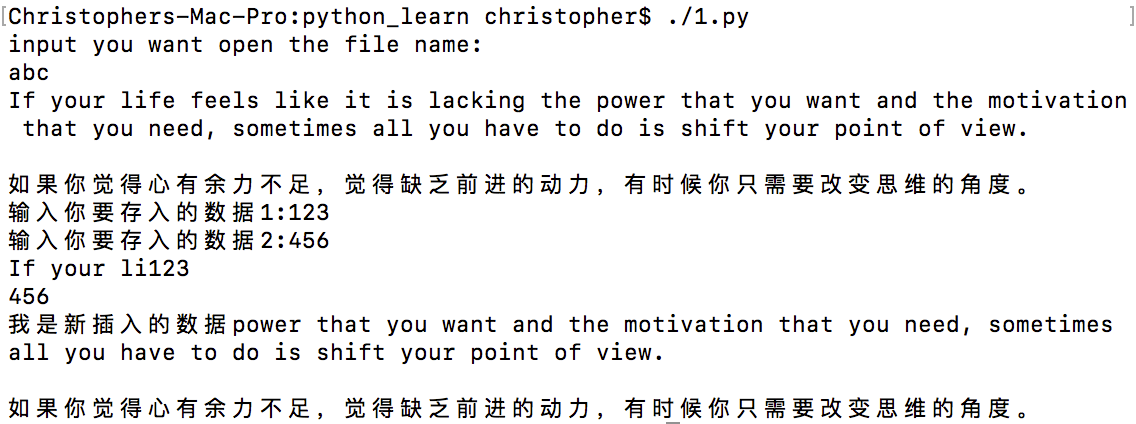 [Christophers-Mac-Pro:python_learn christopher$ ./1.py ]
input you want open the file name:
abc
If your life feels like it is lacking the power that you want and the motivation
that you need, sometimes all you have to do is shift your point of view.
如果你觉得心有余力不足，觉得缺乏前进的动力，有时候你只需要改变思维的角度。
输入你要存入的数据1:123
输入你要存入的数据2:456
If your li123
456
我是新插入的数据power that you want and the motivation that you need, sometimes
all you have to do is shift your point of view.
如果你觉得心有余力不足，觉得缺乏前进的动力，有时候你只需要改变思维的角度。